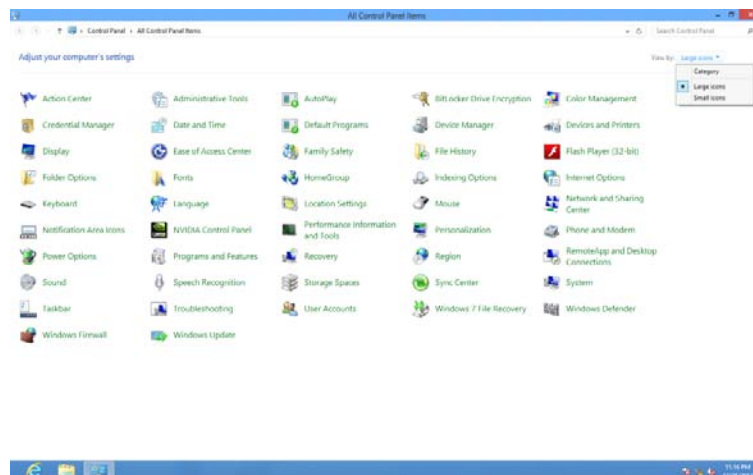 All Control Panel Items
Control Panel All Control Panel Items
Search Control Panel
Adjust your computer's settings
View by: Large icons
Category
Large icons
Small icons
Action Center Administrative Tools AutoPlay BitLocker Drive Encryption Color Management
Credential Manager Date and Time Default Programs Device Manager Devices and Printers
Display Ease of Access Center Family Safety File History Flash Player (32-bit)
Folder Options Fonts HomeGroup Indexing Options Internet Options
Keyboard Language Location Settings Mouse Network and Sharing
Center
Notification Area Icons NVIDIA Control Panel Performance Information
and Tools Personalization Phone and Modem
Power Options Programs and Features Recovery Region RemoteApp and Desktop
Connections
Sound Speech Recognition Storage Spaces Sync Center System
Taskbar Troubleshooting User Accounts Windows 7 File Recovery Windows Defender
Windows Firewall Windows Update
11:16 PM